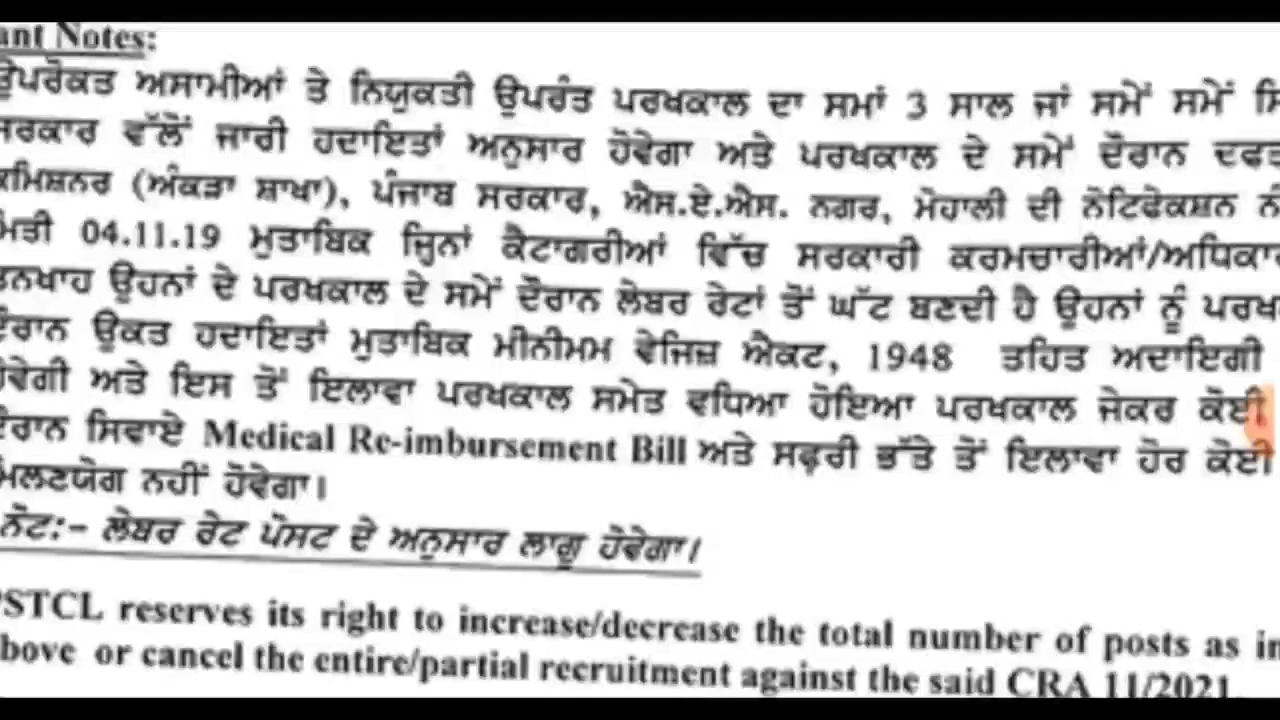 ant Notes:
ਉਪਰੋਕਤ ਅਸਾਮੀਆਂ ਤੇ ਨਿਯੁਕਤੀ ਉਪਰੰਤ ਪਰਖਕਾਲ ਦਾ ਸਮਾਂ 3 ਸਾਲ ਜਾਂ ਸਮੇਂ ਸਮੇਂ ਸਿ
ਸਰਕਾਰ ਵੱਲੋਂ ਜਾਰੀ ਹਦਾਇਤਾਂ ਅਨੁਸਾਰ ਹੋਵੇਗਾ ਅਤੇ ਪਰਖਕਾਲ ਦੇ ਸਮੇਂ ਦੌਰਾਨ ਦਫਤ
ਕਮਿਸ਼ਨਰ (ਅੰਕੜਾ ਸ਼ਾਖਾ), ਪੰਜਾਬ ਸਰਕਾਰ, ਐਸ.ਏ.ਐਸ. ਨਗਰ, ਮੋਹਾਲੀ ਦੀ ਨੋਟਿਫੇਕਸ਼ਨ ਨੰ
ਮਿਤੀ 04.11.19 ਮੁਤਾਬਿਕ ਜ੍ਹਿਨਾਂ ਕੈਟਾਗਰੀਆਂ ਵਿੱਚ ਸਰਕਾਰੀ ਕਰਮਚਾਰੀਆਂ/ਅਧਿਕਾਰ
ਤਨਖਾਹ ਉਹਨਾਂ ਦੇ ਪਰਖਕਾਲ ਦੇ ਸਮੇਂ ਦੌਰਾਨ ਲੇਬਰ ਰੇਟਾਂ ਤੋਂ ਘੱਟ ਬਣਦੀ ਹੈ ਉਹਨਾਂ ਨੂੰ ਪਰਖ
ਦੌਰਾਨ ਉਕਤ ਹਦਾਇਤਾਂ ਮੁਤਾਬਿਕ ਮੀਨੀਮਮ ਵੇਜਿਜ਼ ਐਕਟ, 1948 ਤਹਿਤ ਅਦਾਇਗੀ
ਹੋਵੇਗੀ ਅਤੇ ਇਸ ਤੋਂ ਇਲਾਵਾ ਪਰਖਕਾਲ ਸਮੇਤ ਵਧਿਆ ਹੋਇਆ ਪਰਖਕਾਲ ਜੇਕਰ ਕੋਈ
ਦੌਰਾਨ ਸਿਵਾਏ Medical Re-imbursement Bill ਅਤੇ ਸਫ਼ਰੀ ਭੱਤੇ ਤੋਂ ਇਲਾਵਾ ਹੋਰ ਕੋਈ
ਮਿਲਣਯੋਗ ਨਹੀਂ ਹੋਵੇਗਾ।
ਨੋਟ:- ਲੇਬਰ ਰੇਟ ਪੋਸਟ ਦੇ ਅਨੁਸਾਰ ਲਾਗੂ ਹੋਵੇਗਾ।
PSTCL reserves its right to increase/decrease the total number of posts as in
above or cancel the entire/partial recruitment against the said CRA 11/2021.